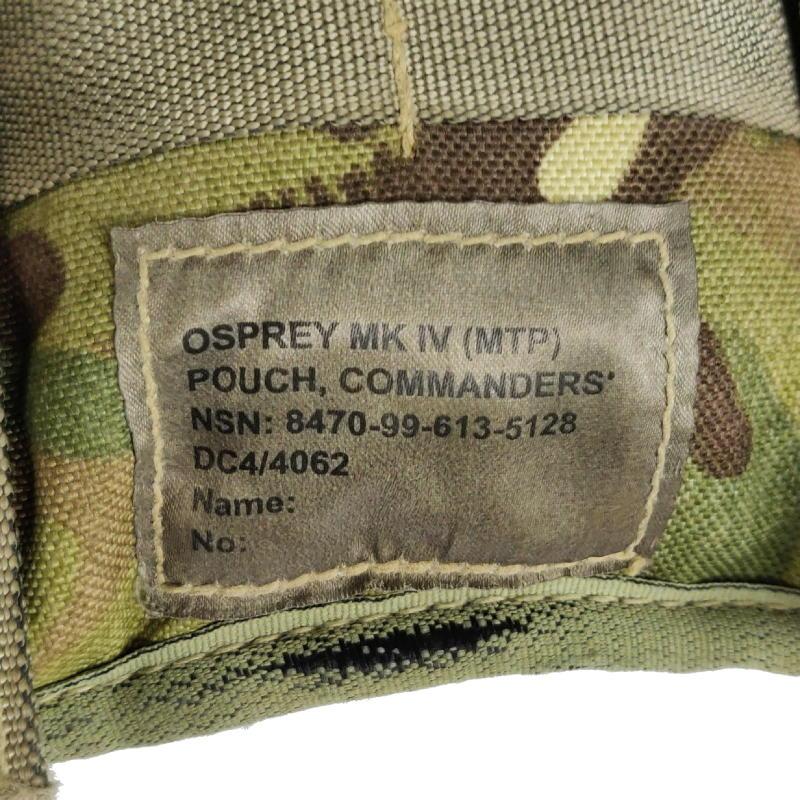 OSPREY MK IV (MTP)
POUCH, COMMANDERS'
NSN: 8470-99-613-5128
DC4/4062
Name:
No: